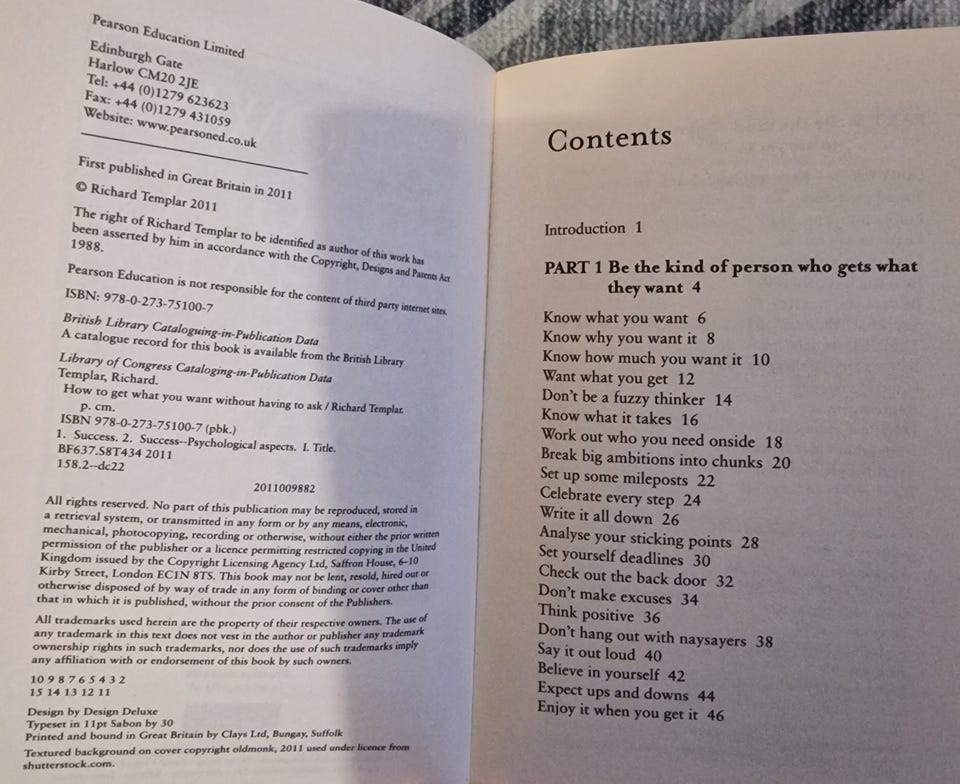 Pearson Education Limited
Edinburgh Gate
Harlow CM20 2JE
Tel: +44 (0)1279 623623
Fax: +44 (0)1279 431059
Website: www.pearsoned.co.uk
First published in Great Britain in 2011
© Richard Templar 2011
The right of Richard Templar to be identified as author of this work has
been asserted by him in accordance with the Copyright, Designs and Patents Act
1988.
Pearson Education is not responsible for the content of third party internet sites.
ISBN: 978-0-273-75100-7
British Library Cataloguing-in-Publication Data
A catalogue record for this book is available from the British Library
Library of Congress Cataloging-in-Publication Data
Templar, Richard.
How to get what you want without having to ask / Richard Templar.
p. cm.
ISBN 978-0-273-75100-7 (pbk.)
1. Success. 2. Success--Psychological aspects. I. Title.
BF637.S8T434 2011
158.2--dc22
2011009882
All rights reserved. No part of this publication may be reproduced, stored in
a retrieval system, or transmitted in any form or by any means, electronic,
mechanical, photocopying, recording or otherwise, without either the prior written
permission of the publisher or a licence permitting restricted copying in the United
Kingdom issued by the Copyright Licensing Agency Ltd, Saffron House, 6–10
Kirby Street, London EC1N 8TS. This book may not be lent, resold, hired out or
otherwise disposed of by way of trade in any form of binding or cover other than
that in which it is published, without the prior consent of the Publishers.
All trademarks used herein are the property of their respective owners. The use of
any trademark in this text does not vest in the author or publisher any trademark
ownership rights in such trademarks, nor does the use of such trademarks imply
any affiliation with or endorsement of this book by such owners.
10 9 8 7 6 5 4 3 2
15 14 13 12 11
Design by Design Deluxe
Typeset in 11pt Sabon by 30
Printed and bound in Great Britain by Clays Ltd, Bungay, Suffolk
Textured background on cover copyright oldmonk, 2011 used under licence from
shutterstock.com.
Contents
Introduction 1
PART 1 Be the kind of person who gets what
they want 4
Know what you want 6
Know why you want it 8
Know how much you want it 10
Want what you get 12
Don't be a fuzzy thinker 14
Know what it takes 16
Work out who you need onside 18
Break big ambitions into chunks 20
Set up some mileposts 22
Celebrate every step 24
Write it all down 26
Analyse your sticking points 28
Set yourself deadlines 30
Check out the back door 32
Don't make excuses 34
Think positive 36
Don't hang out with naysayers 38
Say it out loud 40
Believe in yourself 42
Expect ups and downs 44
Enjoy it when you get it 46